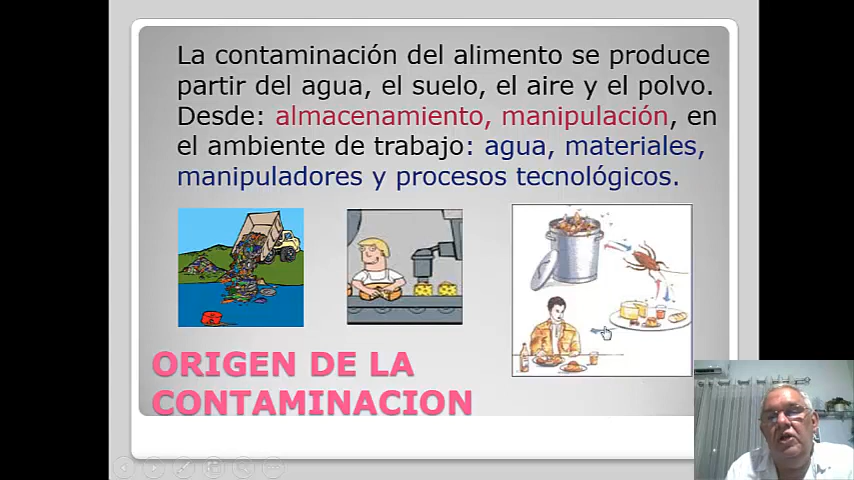 La contaminación del alimento se produce
partir del agua, el suelo, el aire y el polvo.
Desde: almacenamiento, manipulación, en
el ambiente de trabajo: agua, materiales,
manipuladores y procesos tecnológicos.
ORIGEN DE LA
CONTAMINACION